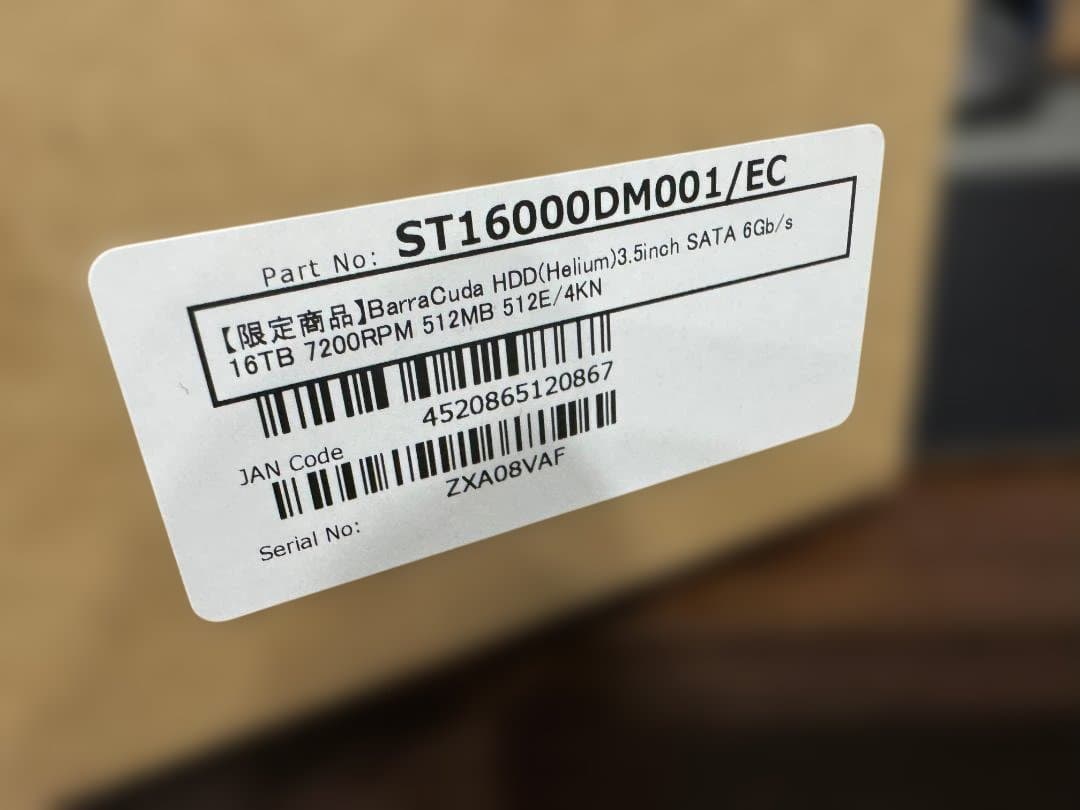 Part No: ST16000DM001/EC
【限定商品】BarraCuda HDD(Helium)3.5inch SATA 6Gb/s
16TB 7200RPM 512MB 512E/4KN
4520865120867
JAN Code
ZXA08VAF
Serial No: